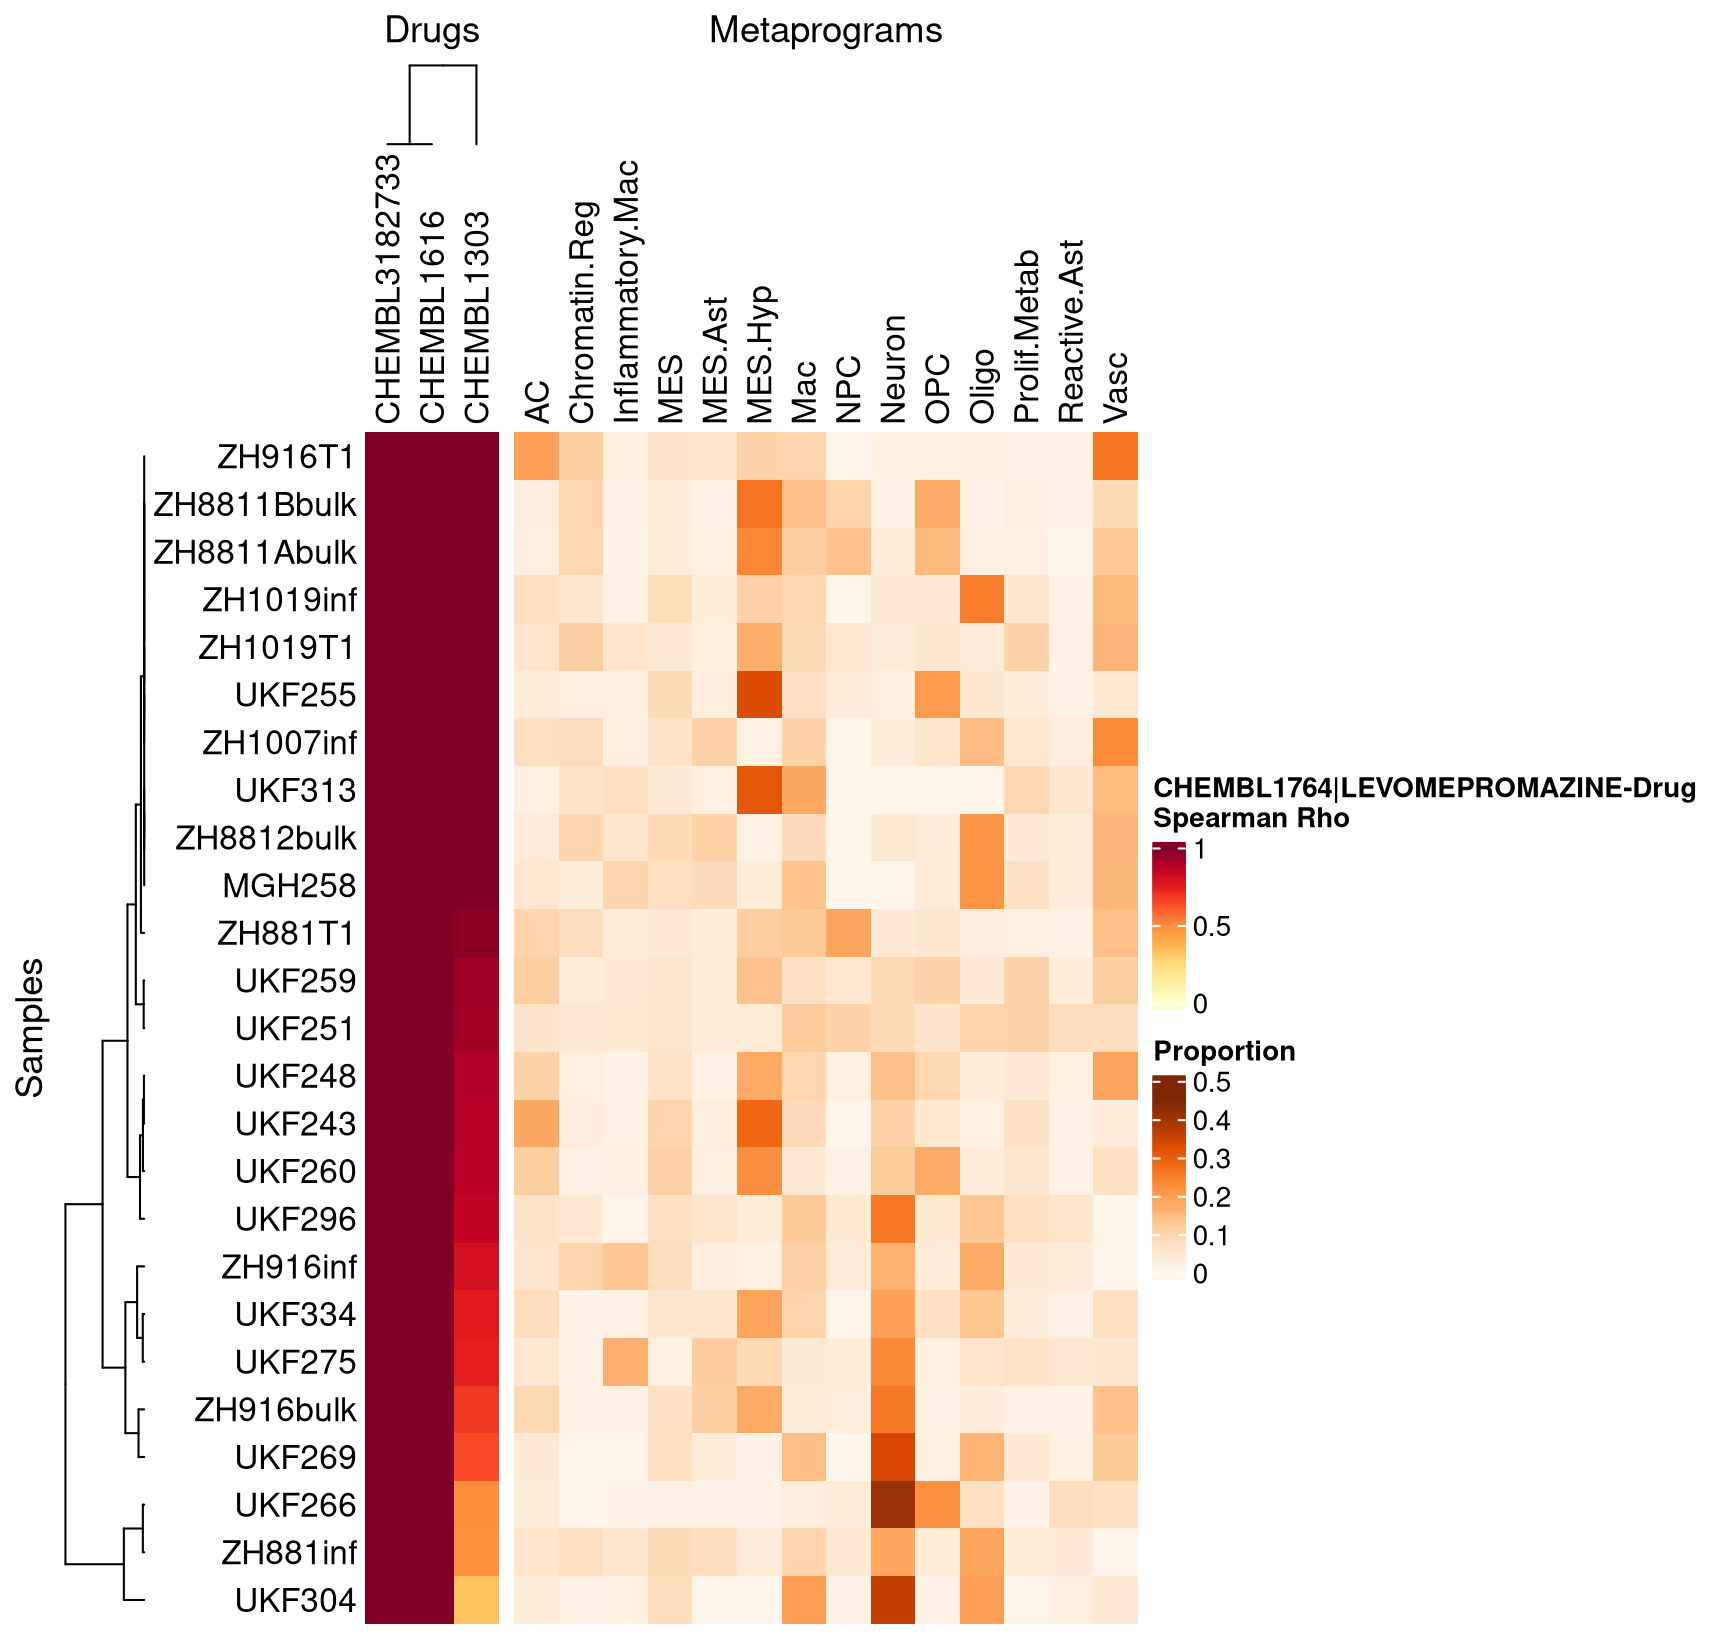 Drugs
Metaprograms
CHEMBL3182733
CHEMBL1616
CHEMBL1303
AC
Chromatin.Reg
Inflammatory.Mac
MES
MES.Ast
MES.Hyp
Mac
NPC
Neuron
OPC
Oligo
Prolif.Metab
Reactive.Ast
Vasc
Samples
ZH916T1
ZH8811Bbulk
ZH8811Abulk
ZH1019inf
ZH1019T1
UKF255
ZH1007inf
UKF313
ZH8812bulk
MGH258
ZH881T1
UKF259
UKF251
UKF248
UKF243
UKF260
UKF296
ZH916inf
UKF334
UKF275
ZH916bulk
UKF269
UKF266
ZH881inf
UKF304
CHEMBL1764|LEVOMEPROMAZINE-Drug
Spearman Rho
1
0.5
0
Proportion
0.5
0.4
0.3
0.2
0.1
0